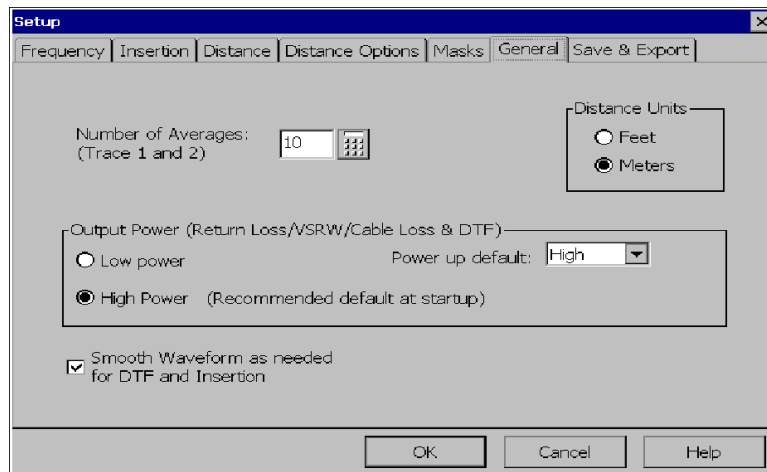 Setup
Frequency Insertion Distance Distance Options Masks General Save & Export
Number of Averages:
(Trace 1 and 2)
10
Distance Units
Feet
Meters
Output Power (Return Loss/VSRW/Cable Loss & DTF)
Low power
Power up default: High
High Power (Recommended default at startup)
Smooth Waveform as needed
for DTF and Insertion
OK Cancel Help